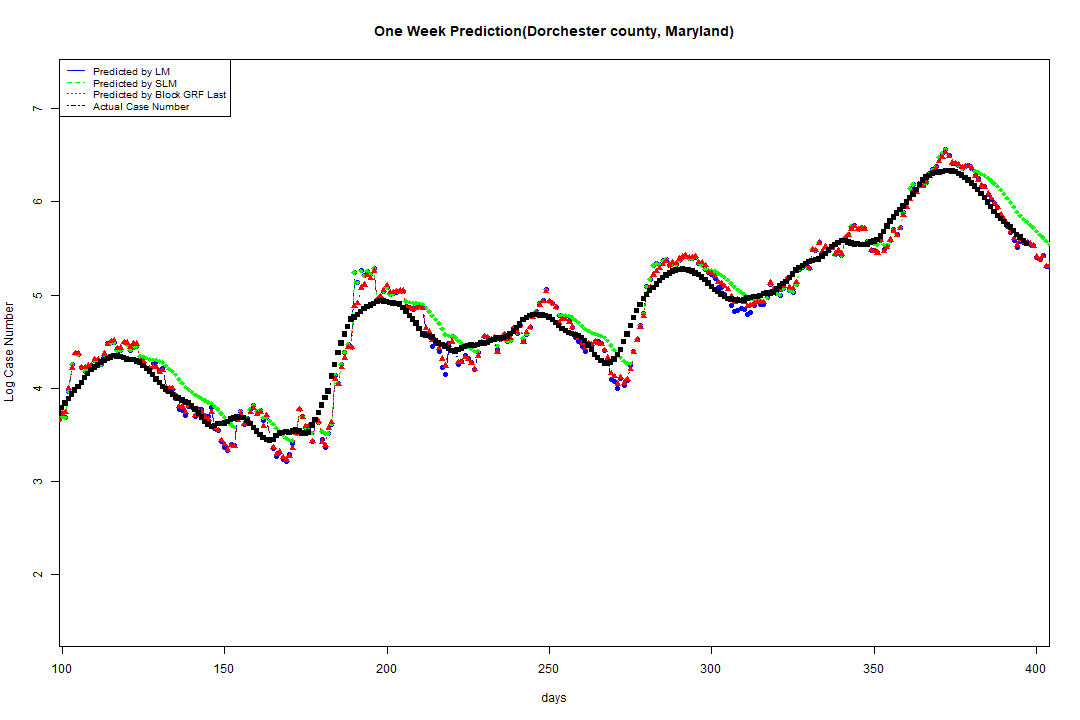 One Week Prediction(Dorchester county, Maryland)
Predicted by LM
Predicted by SLM
Predicted by Block GRF Last
Actual Case Number
7
6
5
4
3
2
Log Case Number
100 150 200 250 300 350 400
days